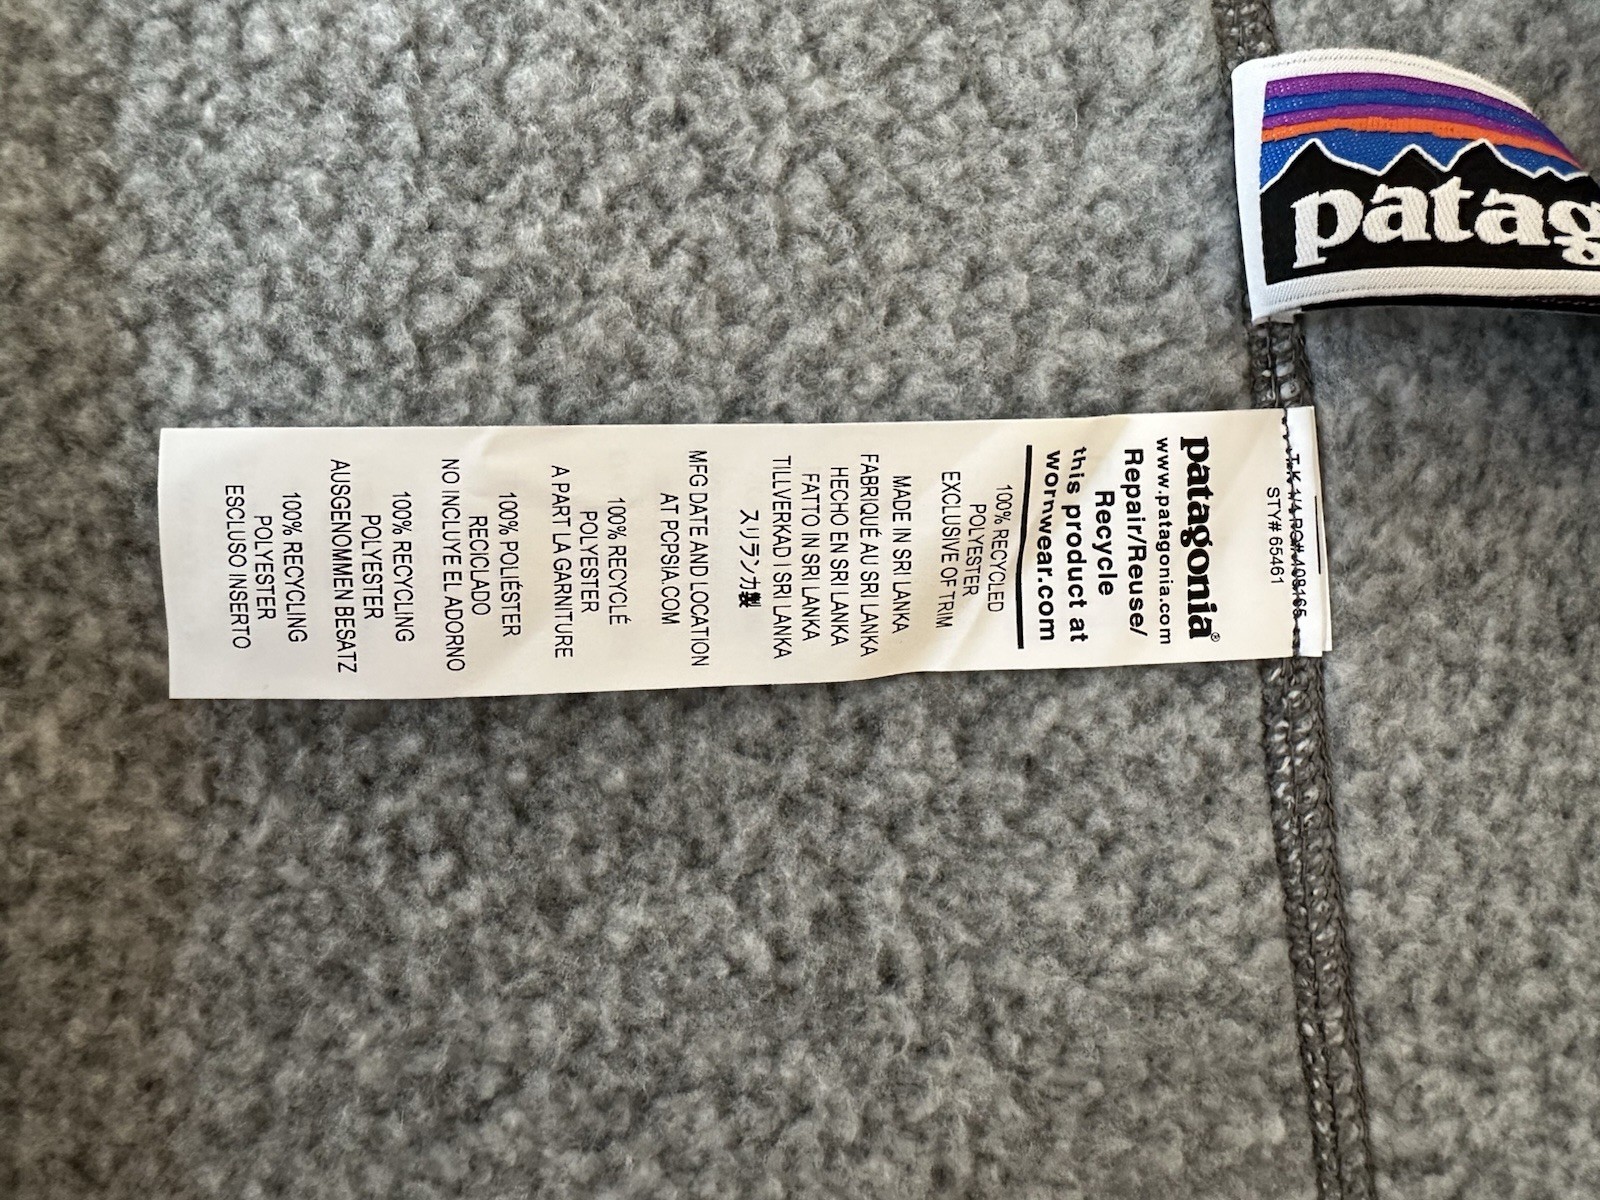 patag
STY# 65461
patagonia®
www.patagonia.com
Repair/Reuse/
Recycle
this product at
wornwear.com
100% RECYCLED
POLYESTER
EXCLUSIVE OF TRIM
MADE IN SRI LANKA
FABRIQUÉ AU SRI LANKA
HECHO EN SRI LANKA
FATTO IN SRI LANKA
TILLVERKAD I SRI LANKA
スリランカ製
MFG DATE AND LOCATION
AT PCPSIA.COM
100% RECYCLÉ
POLYESTER
A PART LA GARNITURE
100% POLIÉSTER
RECICLADO
NO INCLUYE EL ADORNO
100% RECYCLING
POLYESTER
AUSGENOMMEN BESATZ
100% RECYCLING
POLYESTER
ESCLUSO INSERTO